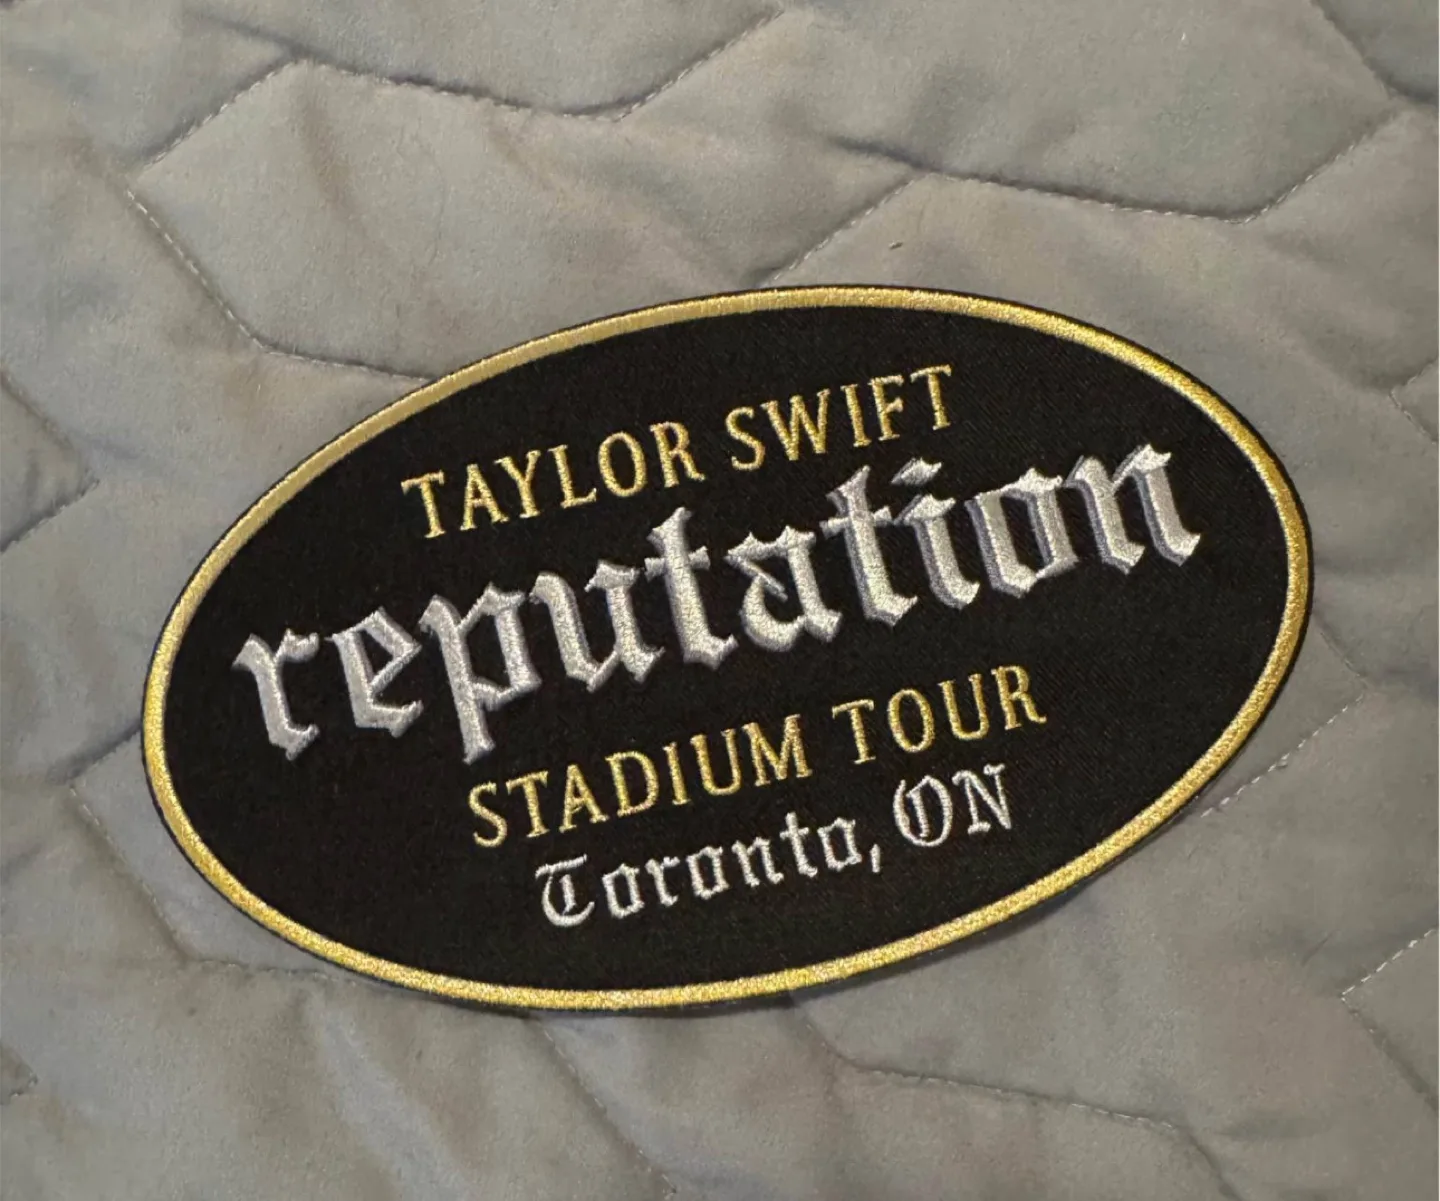 TAYLOR SWIFT
reputation
STADIUM TOUR
Toronto, ON